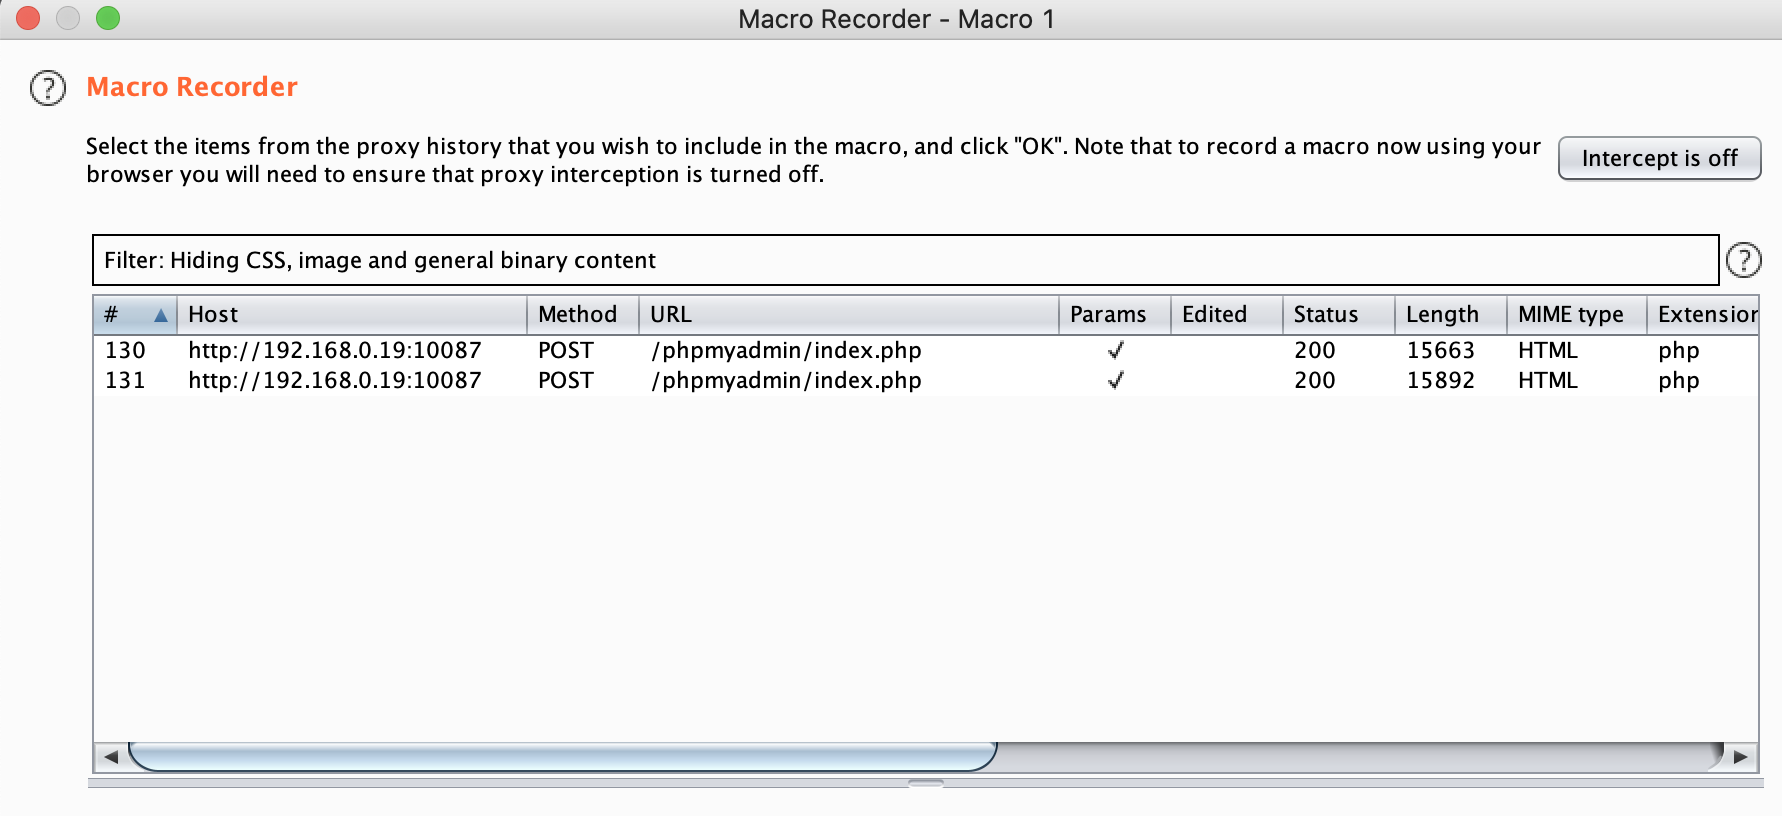 Macro Recorder - Macro 1
? Macro Recorder
Select the items from the proxy history that you wish to include in the macro, and click "OK". Note that to record a macro now using your
browser you will need to ensure that proxy interception is turned off.
Intercept is off
Filter: Hiding CSS, image and general binary content ?
# Host Method URL Params Edited Status Length MIME type Extension
130 http://192.168.0.19:10087 POST /phpmyadmin/index.php ✓ 200 15663 HTML php
131 http://192.168.0.19:10087 POST /phpmyadmin/index.php ✓ 200 15892 HTML php